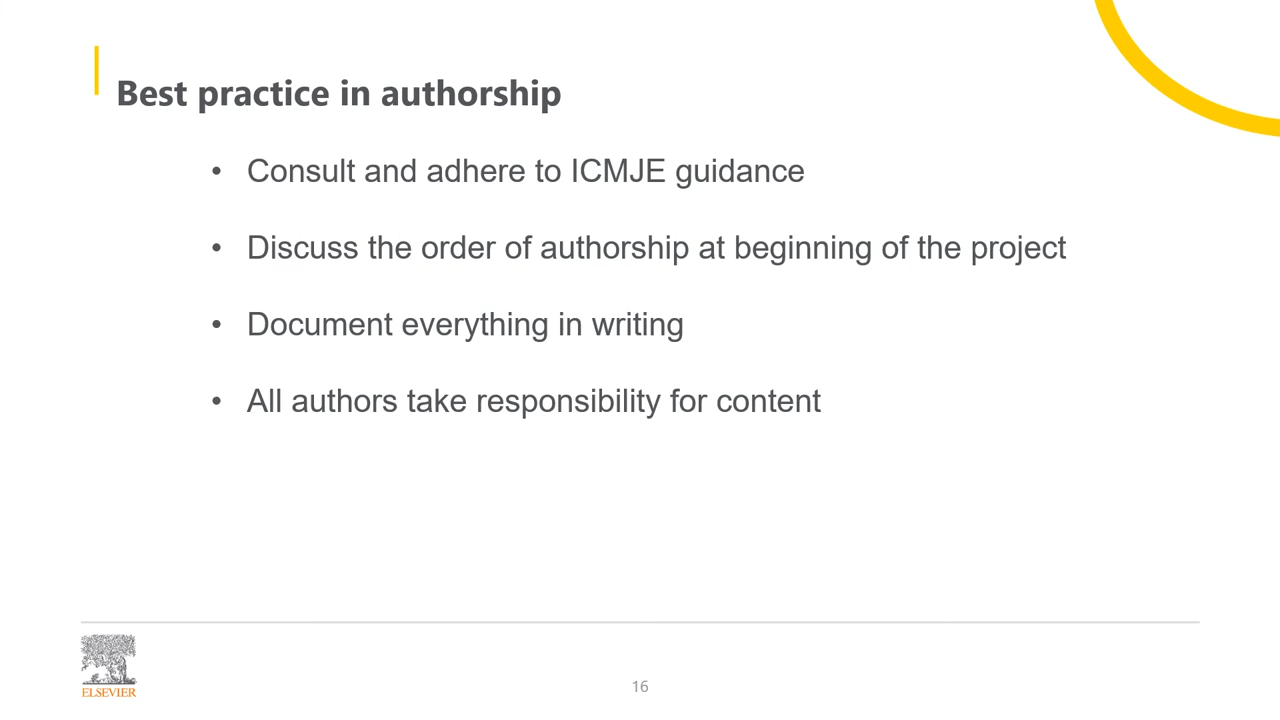 Best practice in authorship
• Consult and adhere to ICMJE guidance
• Discuss the order of authorship at beginning of the project
• Document everything in writing
• All authors take responsibility for content
ELSEVIER
16